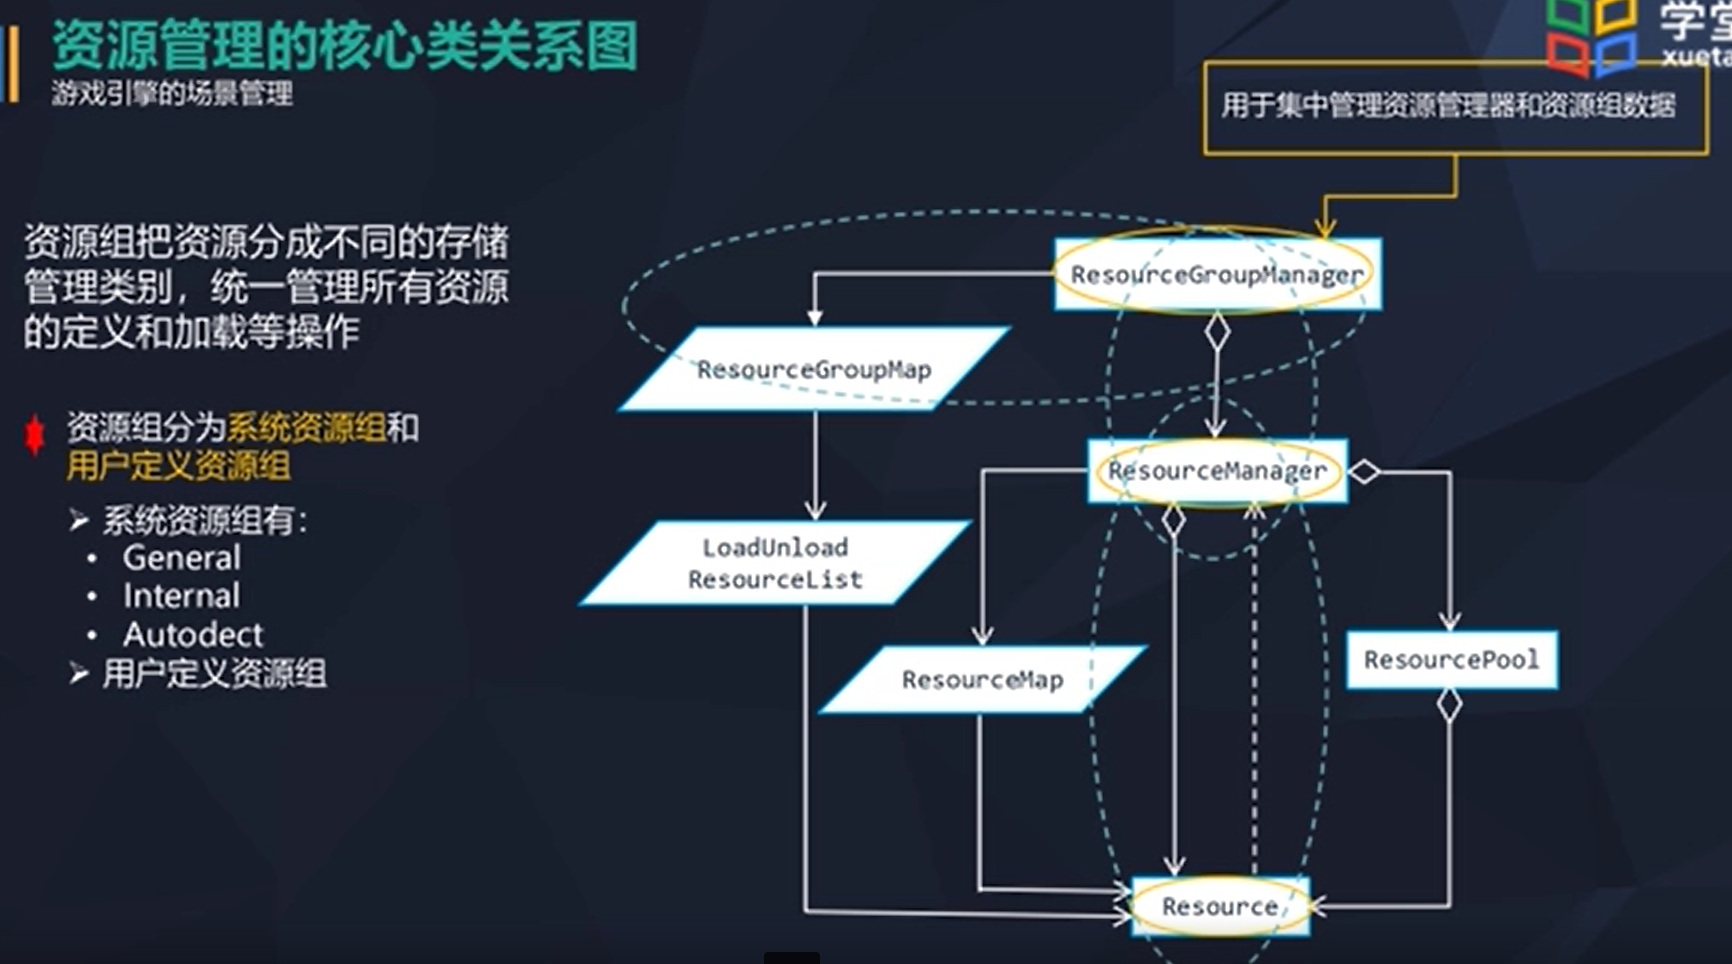 资源管理的核心类关系图
游戏引擎的场景管理
xueta
用于集中管理资源管理器和资源组数据
资源组把资源分成不同的存储
管理类别，统一管理所有资源
的定义和加载等操作
资源组分为系统资源组和
用户定义资源组
系统资源组有：
General
Internal
Autodect
用户定义资源组
ResourceGroupManager
ResourceGroupMap
ResourceManager
LoadUnload
ResourceList
ResourceMap
ResourcePool
Resource